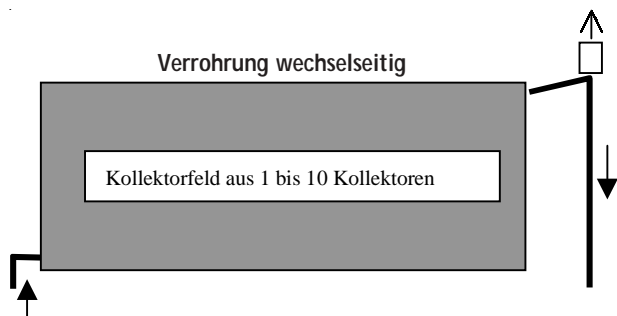 Verrohrung wechselseitig
Kollektorfeld aus 1 bis 10 Kollektoren